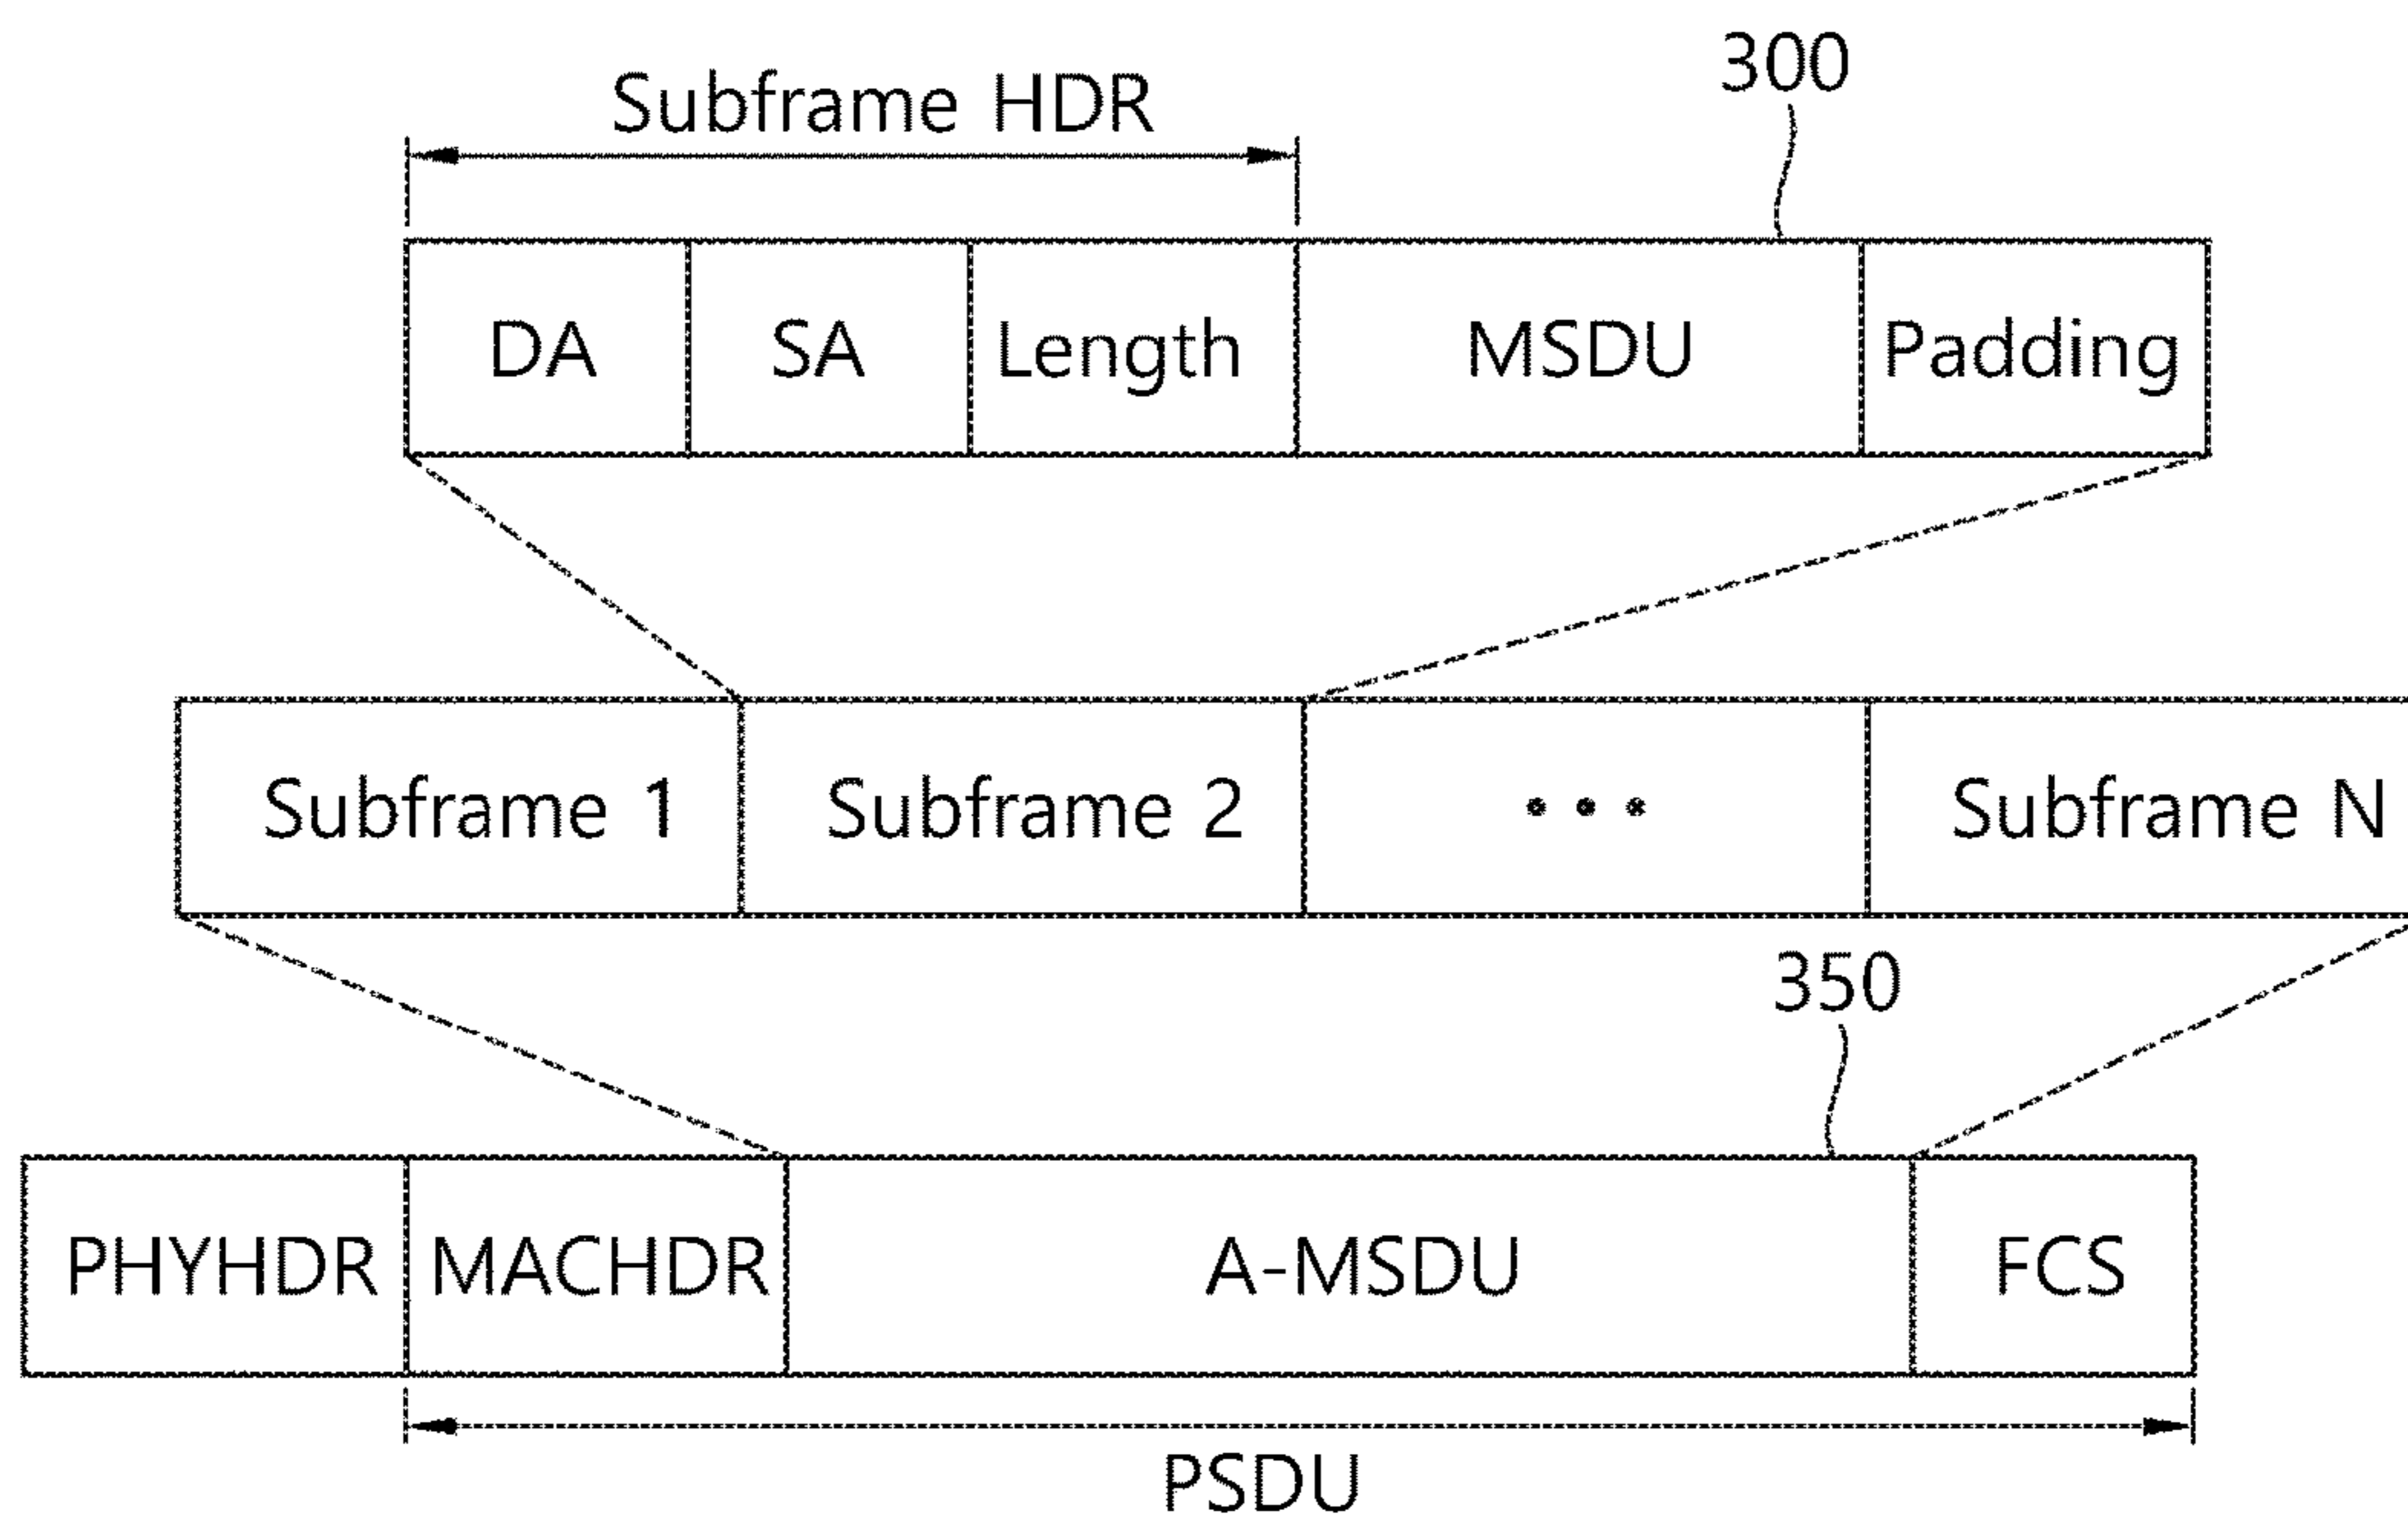 300
Subframe HDR
DA SA Length MSDU Padding
Subframe 1 Subframe 2 ••• Subframe N
350
PHYHDR MACHDR A-MSDU FCS
PSDU